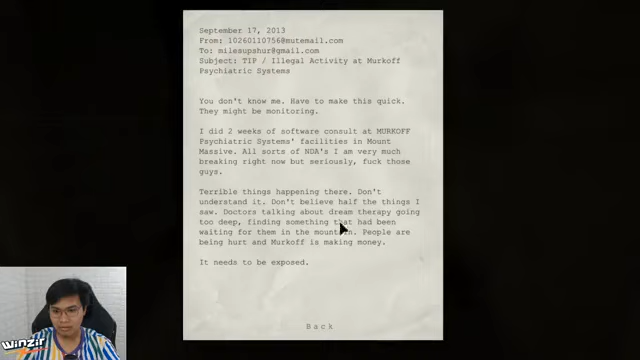 September 17, 2013
From: 10260110756@mutemail.com
To: milesupshur@gmail.com
Subject: TIP / Illegal Activity at Murkoff
Psychiatric Systems
You don't know me. Have to make this quick.
They might be monitoring.
I did 2 weeks of software consult at MURKOFF
Psychiatric Systems' facilities in Mount
Massive. All sorts of NDA's I am very much
breaking right now but seriously, fuck those
guys.
Terrible things happening there. Don't
understand it. Don't believe half the things I
saw. Doctors talking about dream therapy going
too deep, finding something that had been
waiting for them in the mountain. People are
being hurt and Murkoff is making money.
It needs to be exposed.
Back
winzir